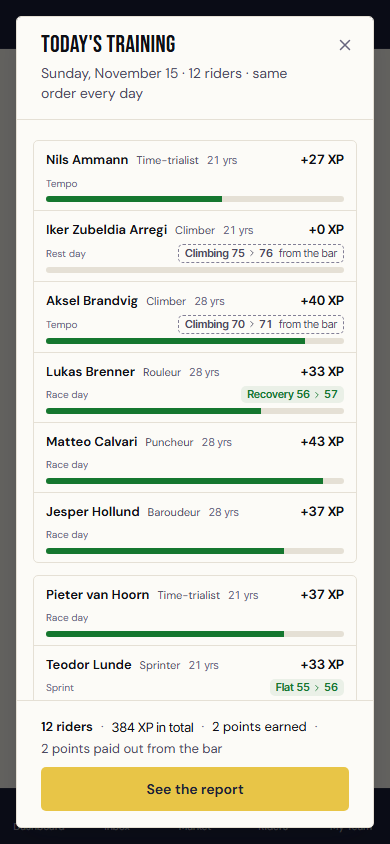 TODAY'S TRAINING
Sunday, November 15 · 12 riders · same
order every day
Nils Ammann Time-trialist 21 yrs +27 XP
Tempo
Iker Zubeldia Arregi Climber 21 yrs +0 XP
Rest day Climbing 75 › 76 from the bar
Aksel Brandvig Climber 28 yrs +40 XP
Tempo Climbing 70 › 71 from the bar
Lukas Brenner Rouleur 28 yrs +33 XP
Race day Recovery 56 › 57
Matteo Calvari Puncheur 28 yrs +43 XP
Race day
Jesper Hollund Baroudeur 28 yrs +37 XP
Race day
Pieter van Hoorn Time-trialist 21 yrs +37 XP
Race day
Teodor Lunde Sprinter 21 yrs +33 XP
Sprint Flat 55 › 56
12 riders · 384 XP in total · 2 points earned ·
2 points paid out from the bar
See the report